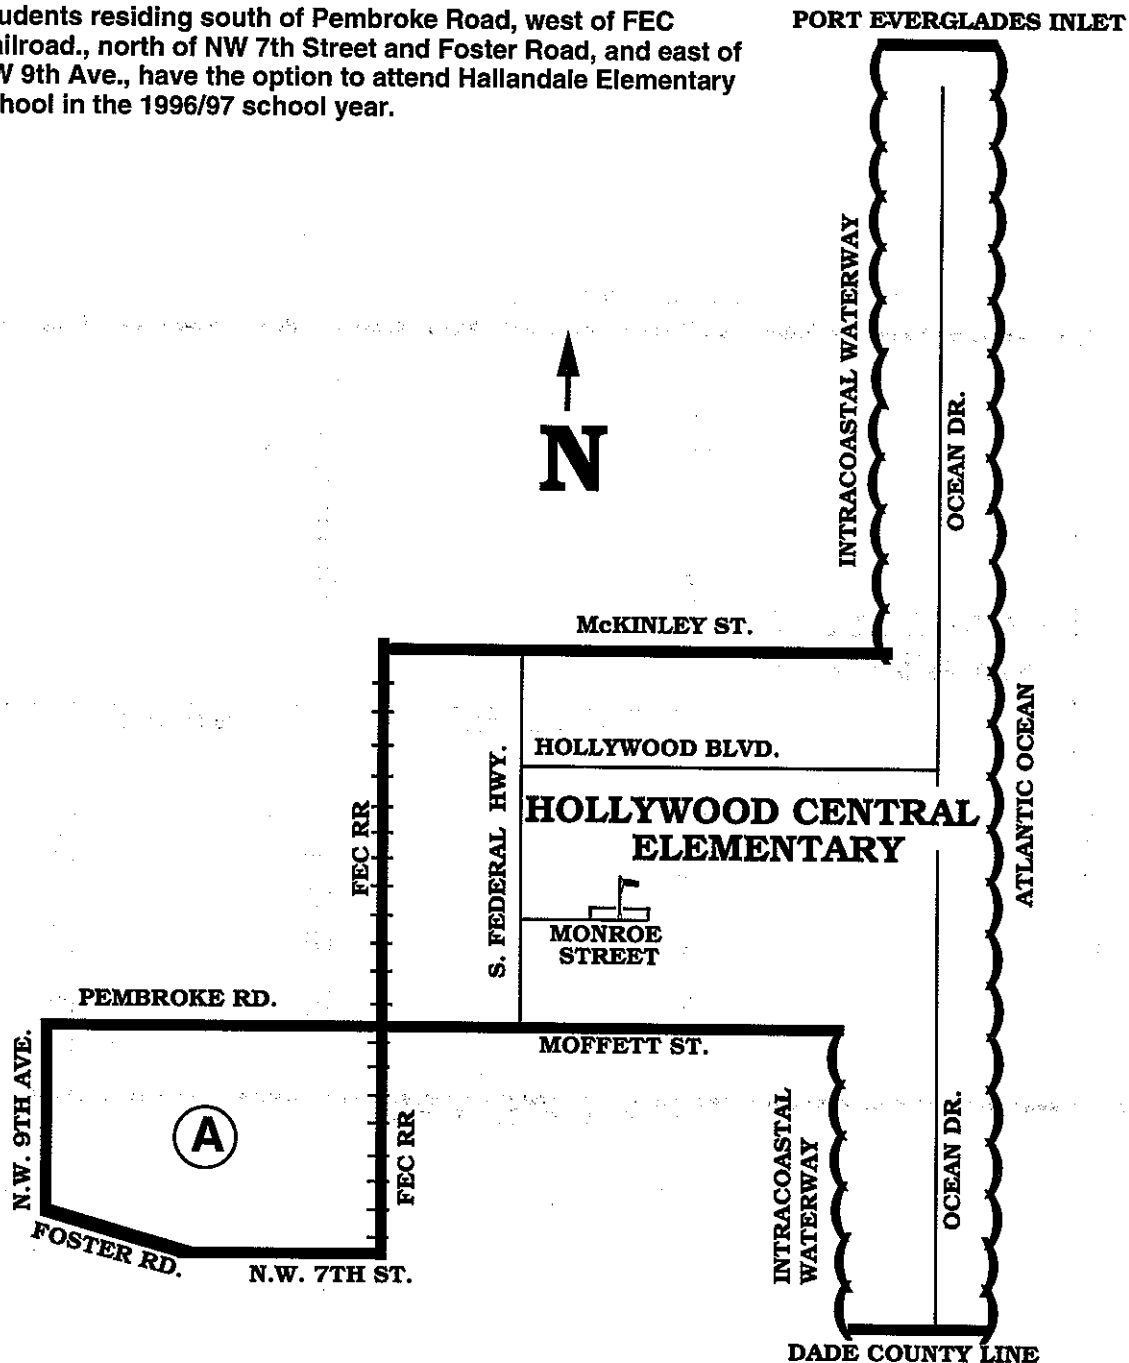 udents residing south of Pembroke Road, west of FEC
ailroad., north of NW 7th Street and Foster Road, and east of
W 9th Ave., have the option to attend Hallandale Elementary
hool in the 1996/97 school year.
PORT EVERGLADES INLET
INTRACOASTAL WATERWAY
OCEAN DR.
N
McKINLEY ST.
HOLLYWOOD BLVD.
S. FEDERAL HWY.
FEC RR
HOLLYWOOD CENTRAL
ELEMENTARY
ATLANTIC OCEAN
MONROE
STREET
PEMBROKE RD.
MOFFETT ST.
N.W. 9TH AVE.
A
FEC RR
INTRACOASTAL
WATERWAY
OCEAN DR.
FOSTER RD.
N.W. 7TH ST.
DADE COUNTY LINE